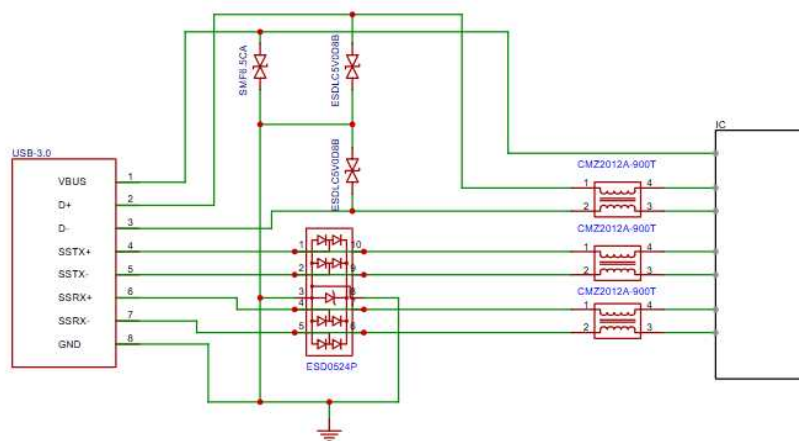 SMF6.5CA
ESDLC5V0D8B
IC
USB-3.0
ESDLC5V0D8B
CMZ2012A-900T
VBUS 1
D+ 2
1 4
D- 3
2 3
CMZ2012A-900T
SSTX+ 4
1 10
1 4
SSTX- 5
2 9
2 3
CMZ2012A-900T
SSRX+ 6
3 8
4
1 4
SSRX- 7
5 6
2 3
GND 8
ESD0524P